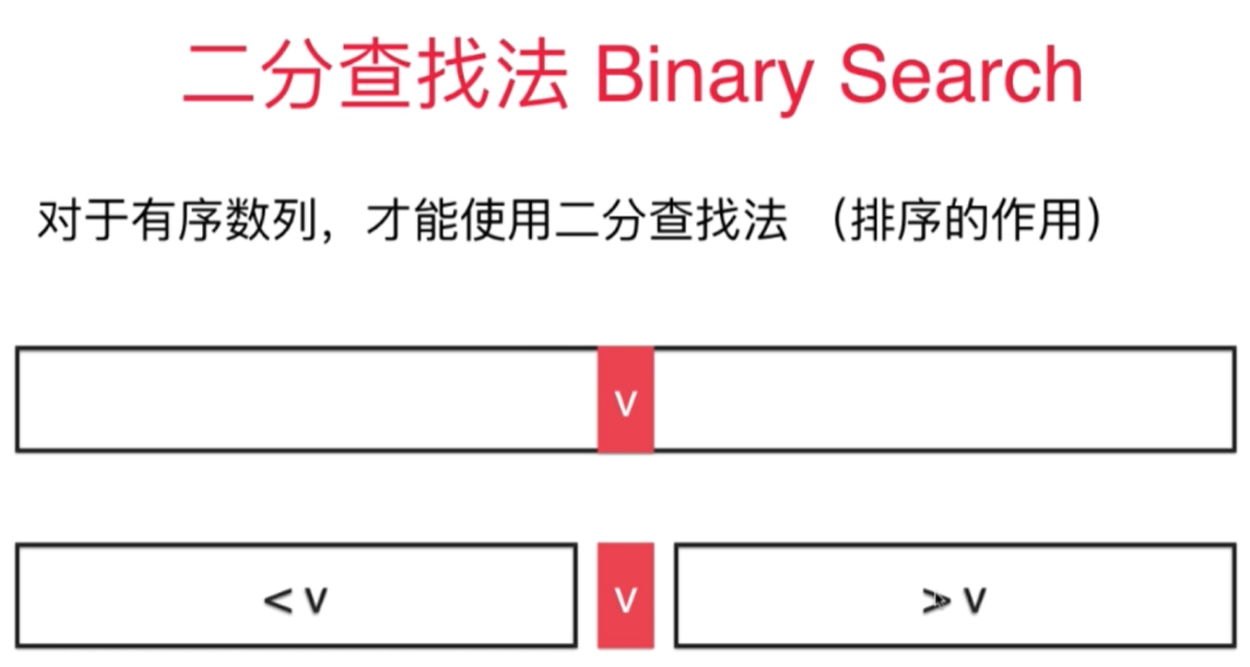 二分查找法 Binary Search
对于有序数列，才能使用二分查找法 （排序的作用）
v
< v v > v